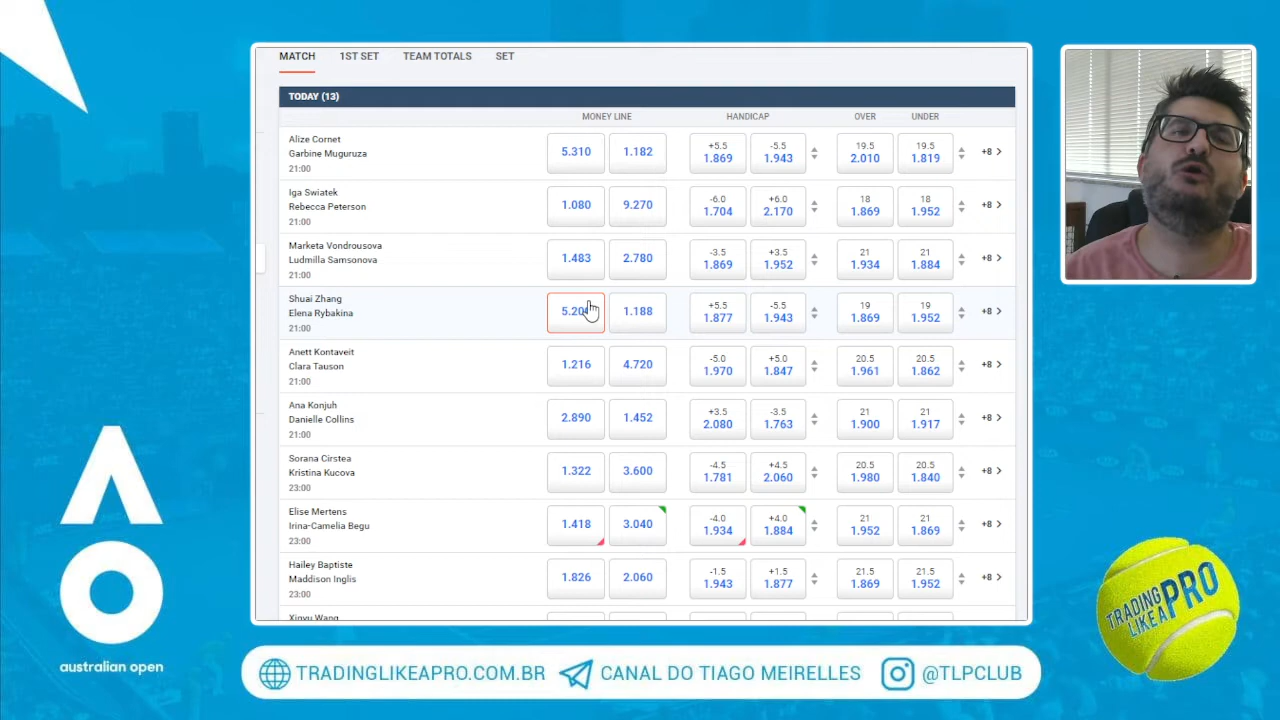 MATCH 1ST SET TEAM TOTALS SET
TODAY (13)
MONEY LINE HANDICAP OVER UNDER
Alize Cornet
Garbine Muguruza
21:00
5.310 1.182 +5.5 1.869 -5.5 1.943 19.5 2.010 19.5 1.819 +8
Iga Swiatek
Rebecca Peterson
21:00
1.080 9.270 -6.0 1.704 +6.0 2.170 18 1.869 18 1.952 +8
Marketa Vondrousova
Ludmilla Samsonova
21:00
1.483 2.780 -3.5 1.869 +3.5 1.952 21 1.934 21 1.884 +8
Shuai Zhang
Elena Rybakina
21:00
1.188 +5.5 1.877 -5.5 1.943 19 1.869 19 1.952 +8
Anett Kontaveit
Clara Tauson
21:00
1.216 4.720 -5.0 1.970 +5.0 1.847 20.5 1.961 20.5 1.862 +8
Ana Konjuh
Danielle Collins
21:00
2.890 1.452 +3.5 2.080 -3.5 1.763 21 1.900 21 1.917 +8
Sorana Cirstea
Kristina Kucova
23:00
1.322 3.600 -4.5 1.781 +4.5 2.060 20.5 1.980 20.5 1.840 +8
Elise Mertens
Irina-Camelia Begu
23:00
1.418 3.040 -4.0 1.934 +4.0 1.884 21 1.952 21 1.869 +8
Hailey Baptiste
Maddison Inglis
23:00
1.826 2.060 -1.5 1.943 +1.5 1.877 21.5 1.869 21.5 1.952 +8
Xinyu Wang
australian open
TRADING
LIKE A PRO
TRADINGLIKEAPRO.COM.BR CANAL DO TIAGO MEIRELLES @TLPCLUB